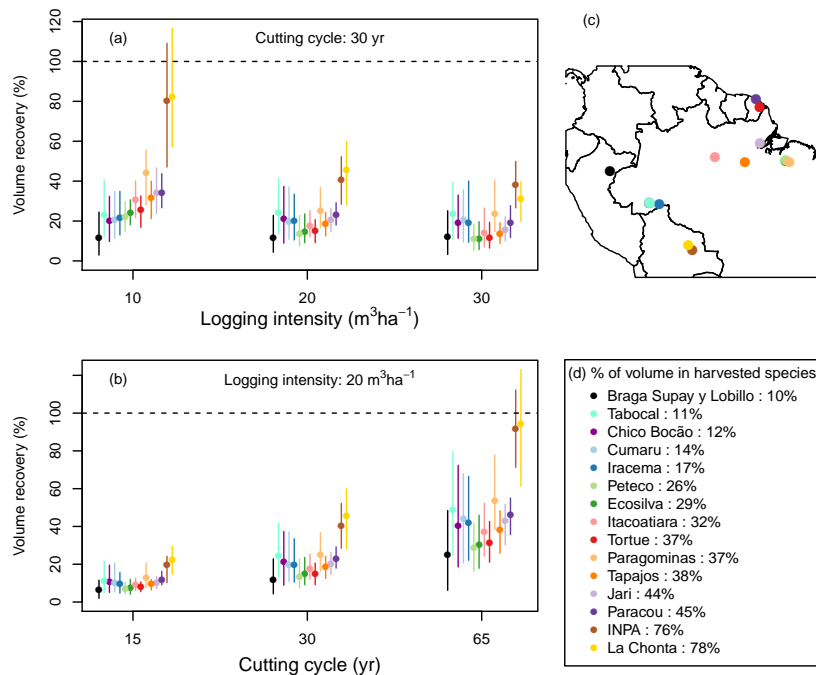 (a)
Cutting cycle: 30 yr
Volume recovery (%)
0
20
40
60
80
100
120
10
20
30
Logging intensity (m³ha⁻¹)
(b)
Logging intensity: 20 m³ha⁻¹
Volume recovery (%)
0
20
40
60
80
100
15
30
65
Cutting cycle (yr)
(c)
(d) % of volume in harvested species
Braga Supay y Lobillo : 10%
Tabocal : 11%
Chico Bocão : 12%
Cumaru : 14%
Iracema : 17%
Peteco : 26%
Ecosilva : 29%
Itacoatiara : 32%
Tortue : 37%
Paragominas : 37%
Tapajos : 38%
Jari : 44%
Paracou : 45%
INPA : 76%
La Chonta : 78%